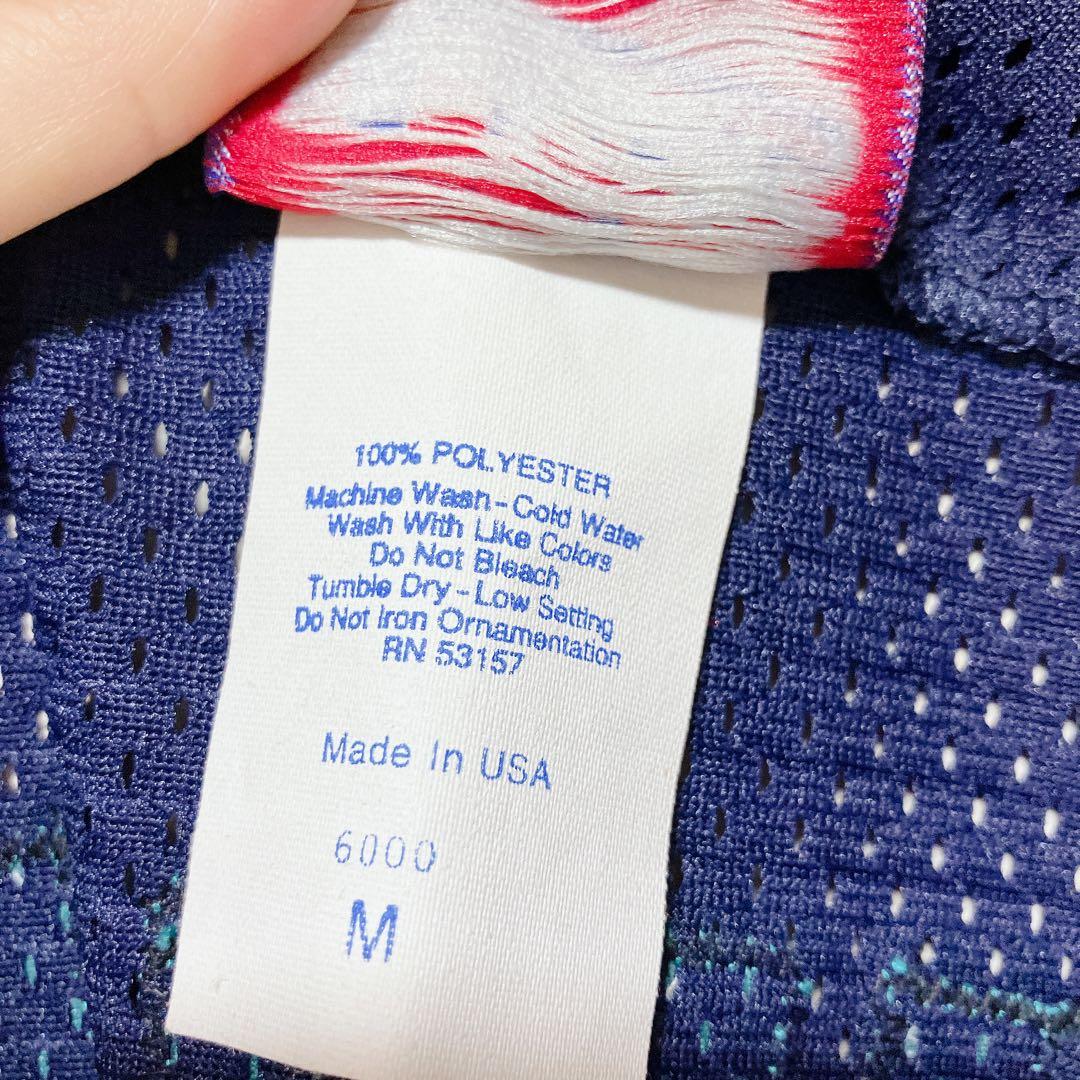 100% POLYESTER
Machine Wash-Cold Water
Wash With Like Colors
Do Not Bleach
Tumble Dry-Low Setting
Do Not Iron Ornamentation
RN 53157
Made In USA
6000
M